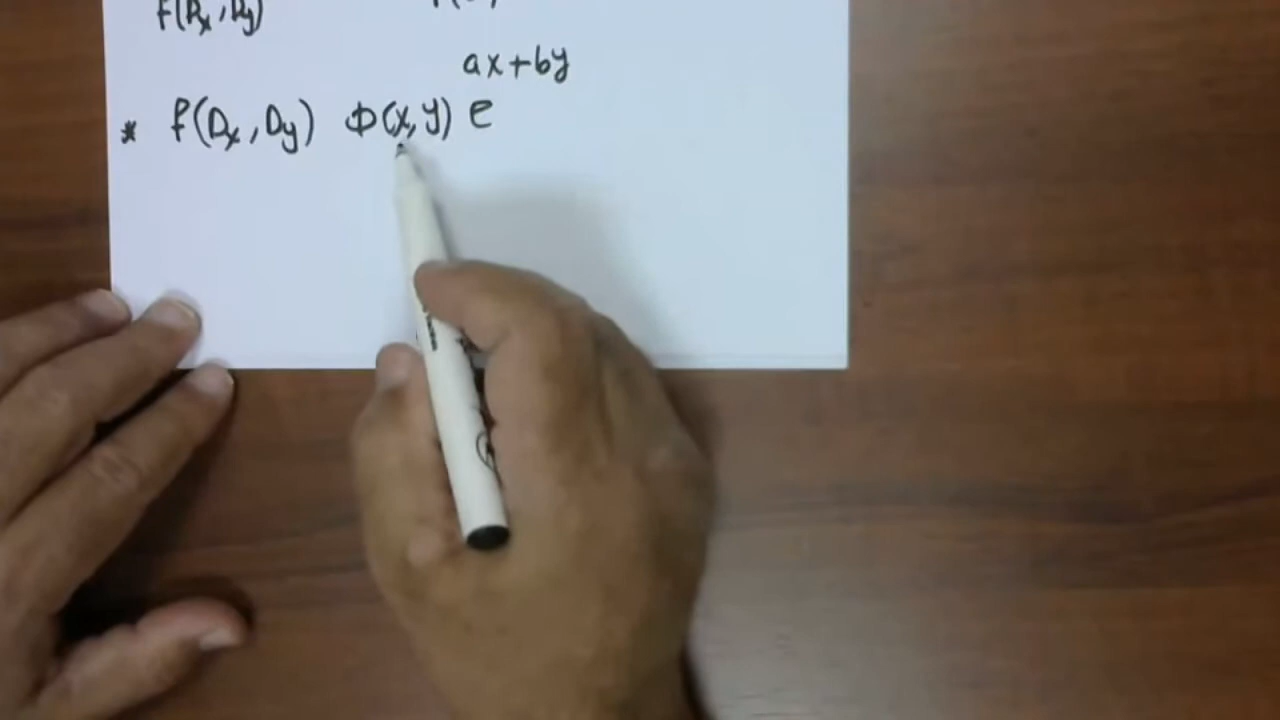 F(Dx, Dy)
ax+by
* f(Dx, Dy) Φ(x, y) e